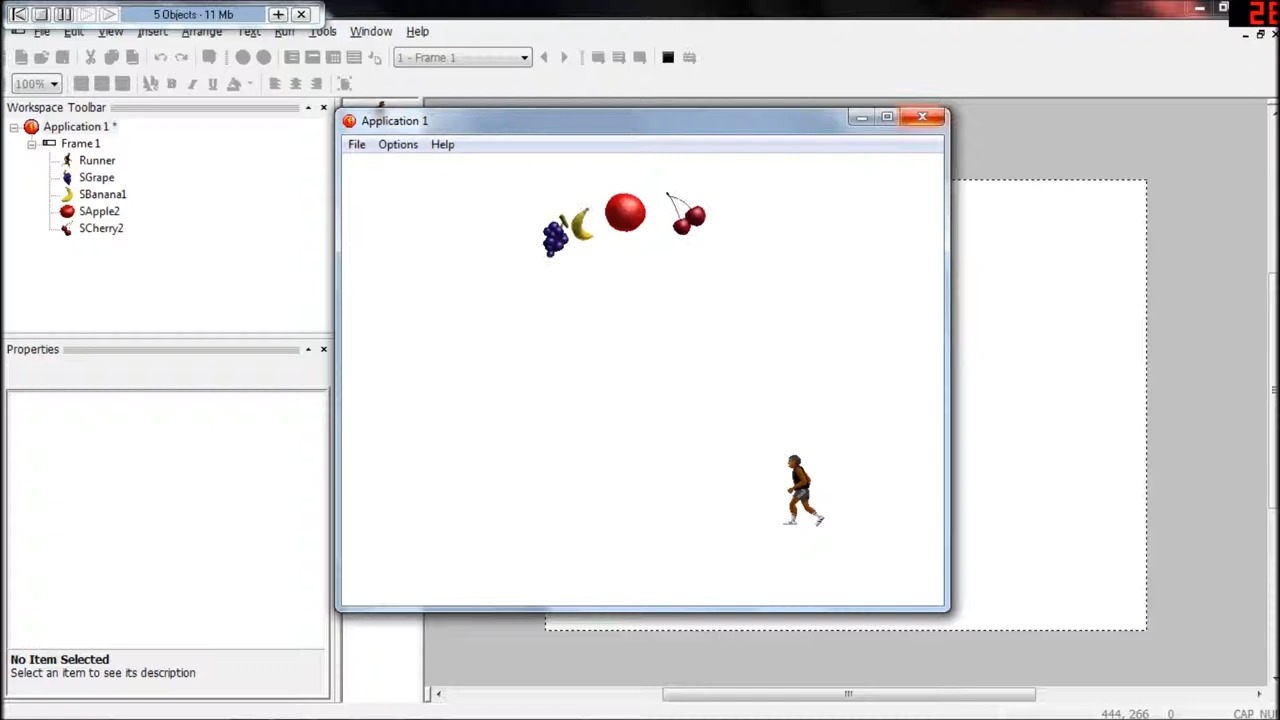 5 Objects - 11 Mb
28
File Edit View Insert Arrange Text Run Tools Window Help
1 - Frame 1
100%
Workspace Toolbar
Application 1 *
Frame 1
Runner
SGrape
SBanana1
SApple2
SCherry2
Properties
No Item Selected
Select an item to see its description
Application 1
File Options Help
444, 266 0 CAP NU